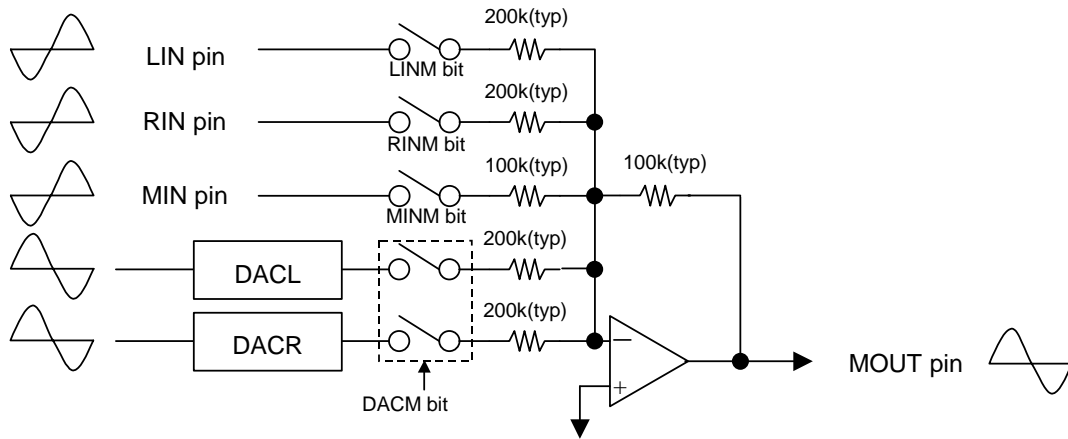 200k(typ)
LIN pin
LINM bit
200k(typ)
RIN pin
RINM bit
100k(typ)
100k(typ)
MIN pin
MINM bit
200k(typ)
DACL
200k(typ)
DACR
−
+
MOUT pin
DACM bit